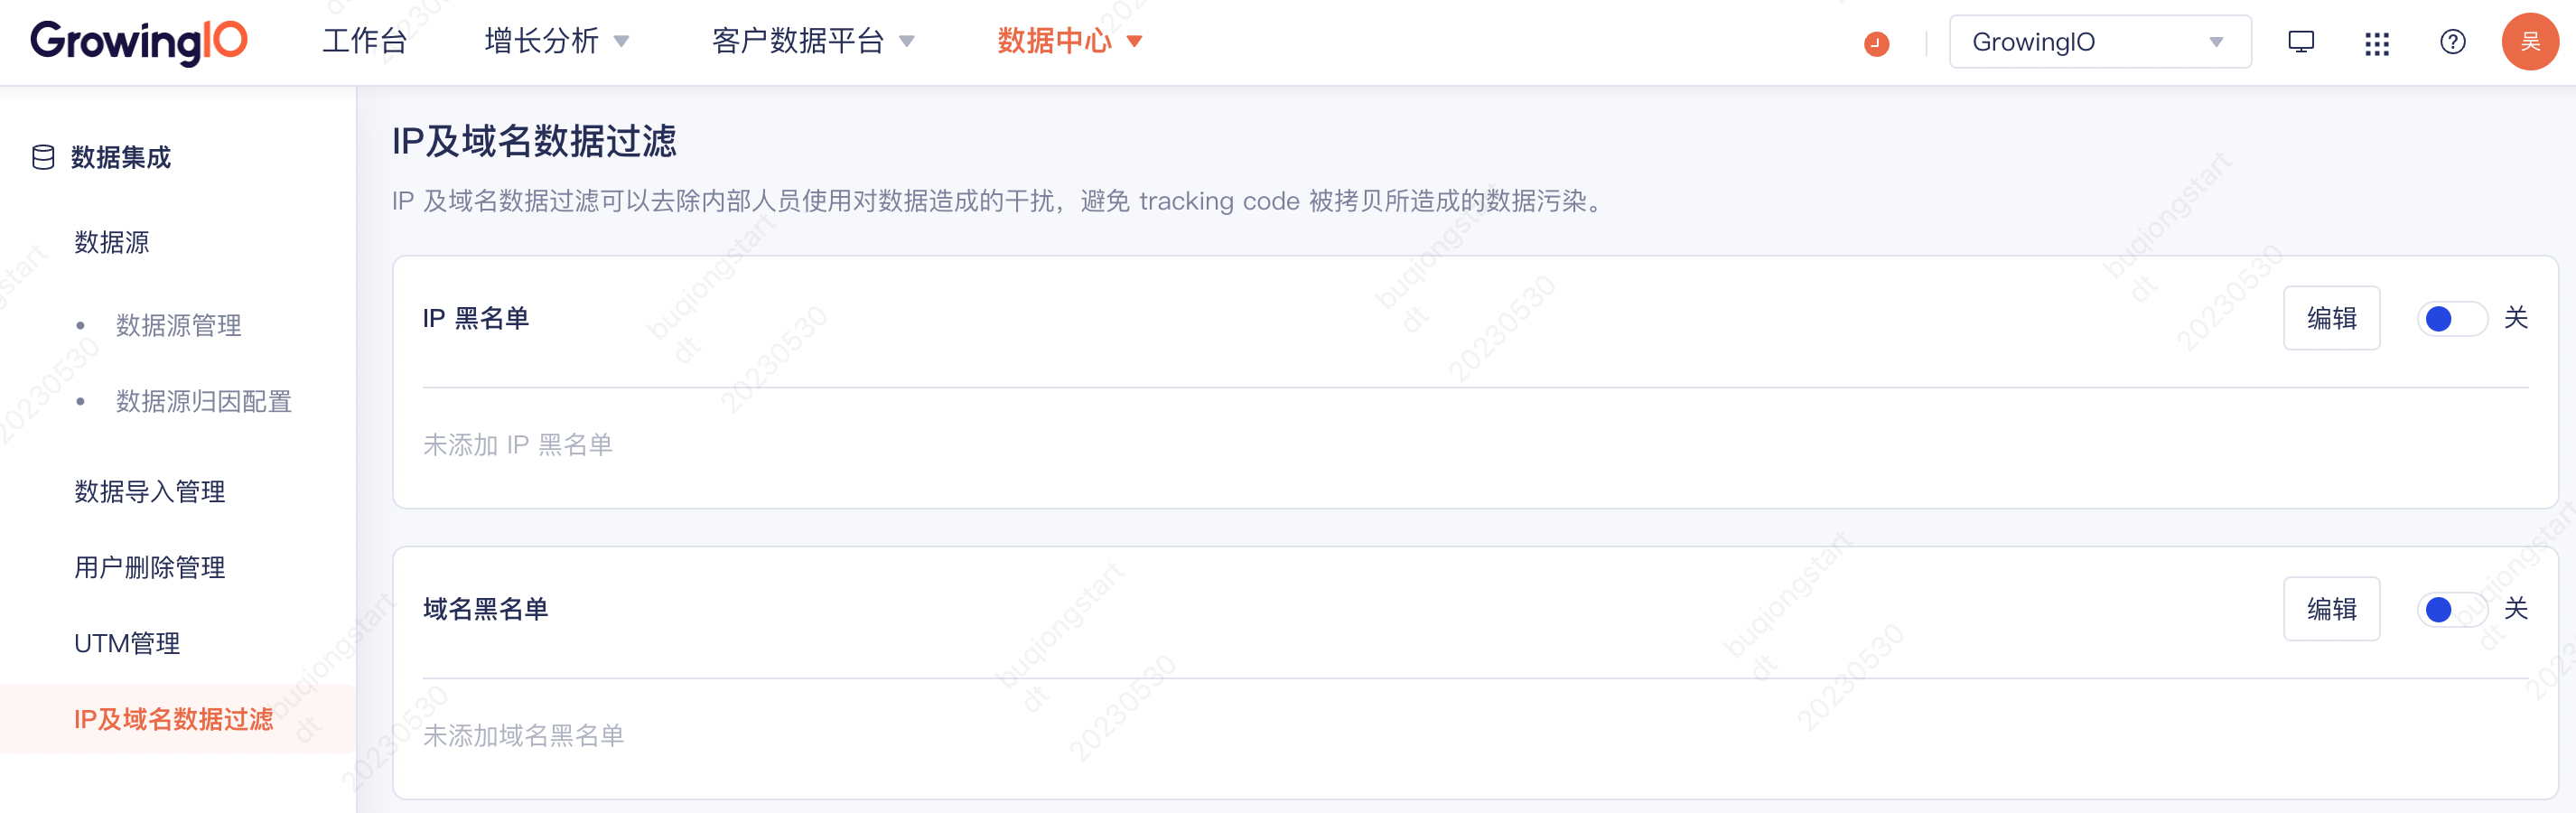 GrowingIO 工作台 增长分析 客户数据平台 数据中心 GrowingIO 吴
数据集成
数据源
• 数据源管理
• 数据源归因配置
数据导入管理
用户删除管理
UTM管理
IP及域名数据过滤
IP及域名数据过滤
IP 及域名数据过滤可以去除内部人员使用对数据造成的干扰，避免 tracking code 被拷贝所造成的数据污染。
IP 黑名单 编辑 关
未添加 IP 黑名单
域名黑名单 编辑 关
未添加域名黑名单
buqiongstart
dt
20230530